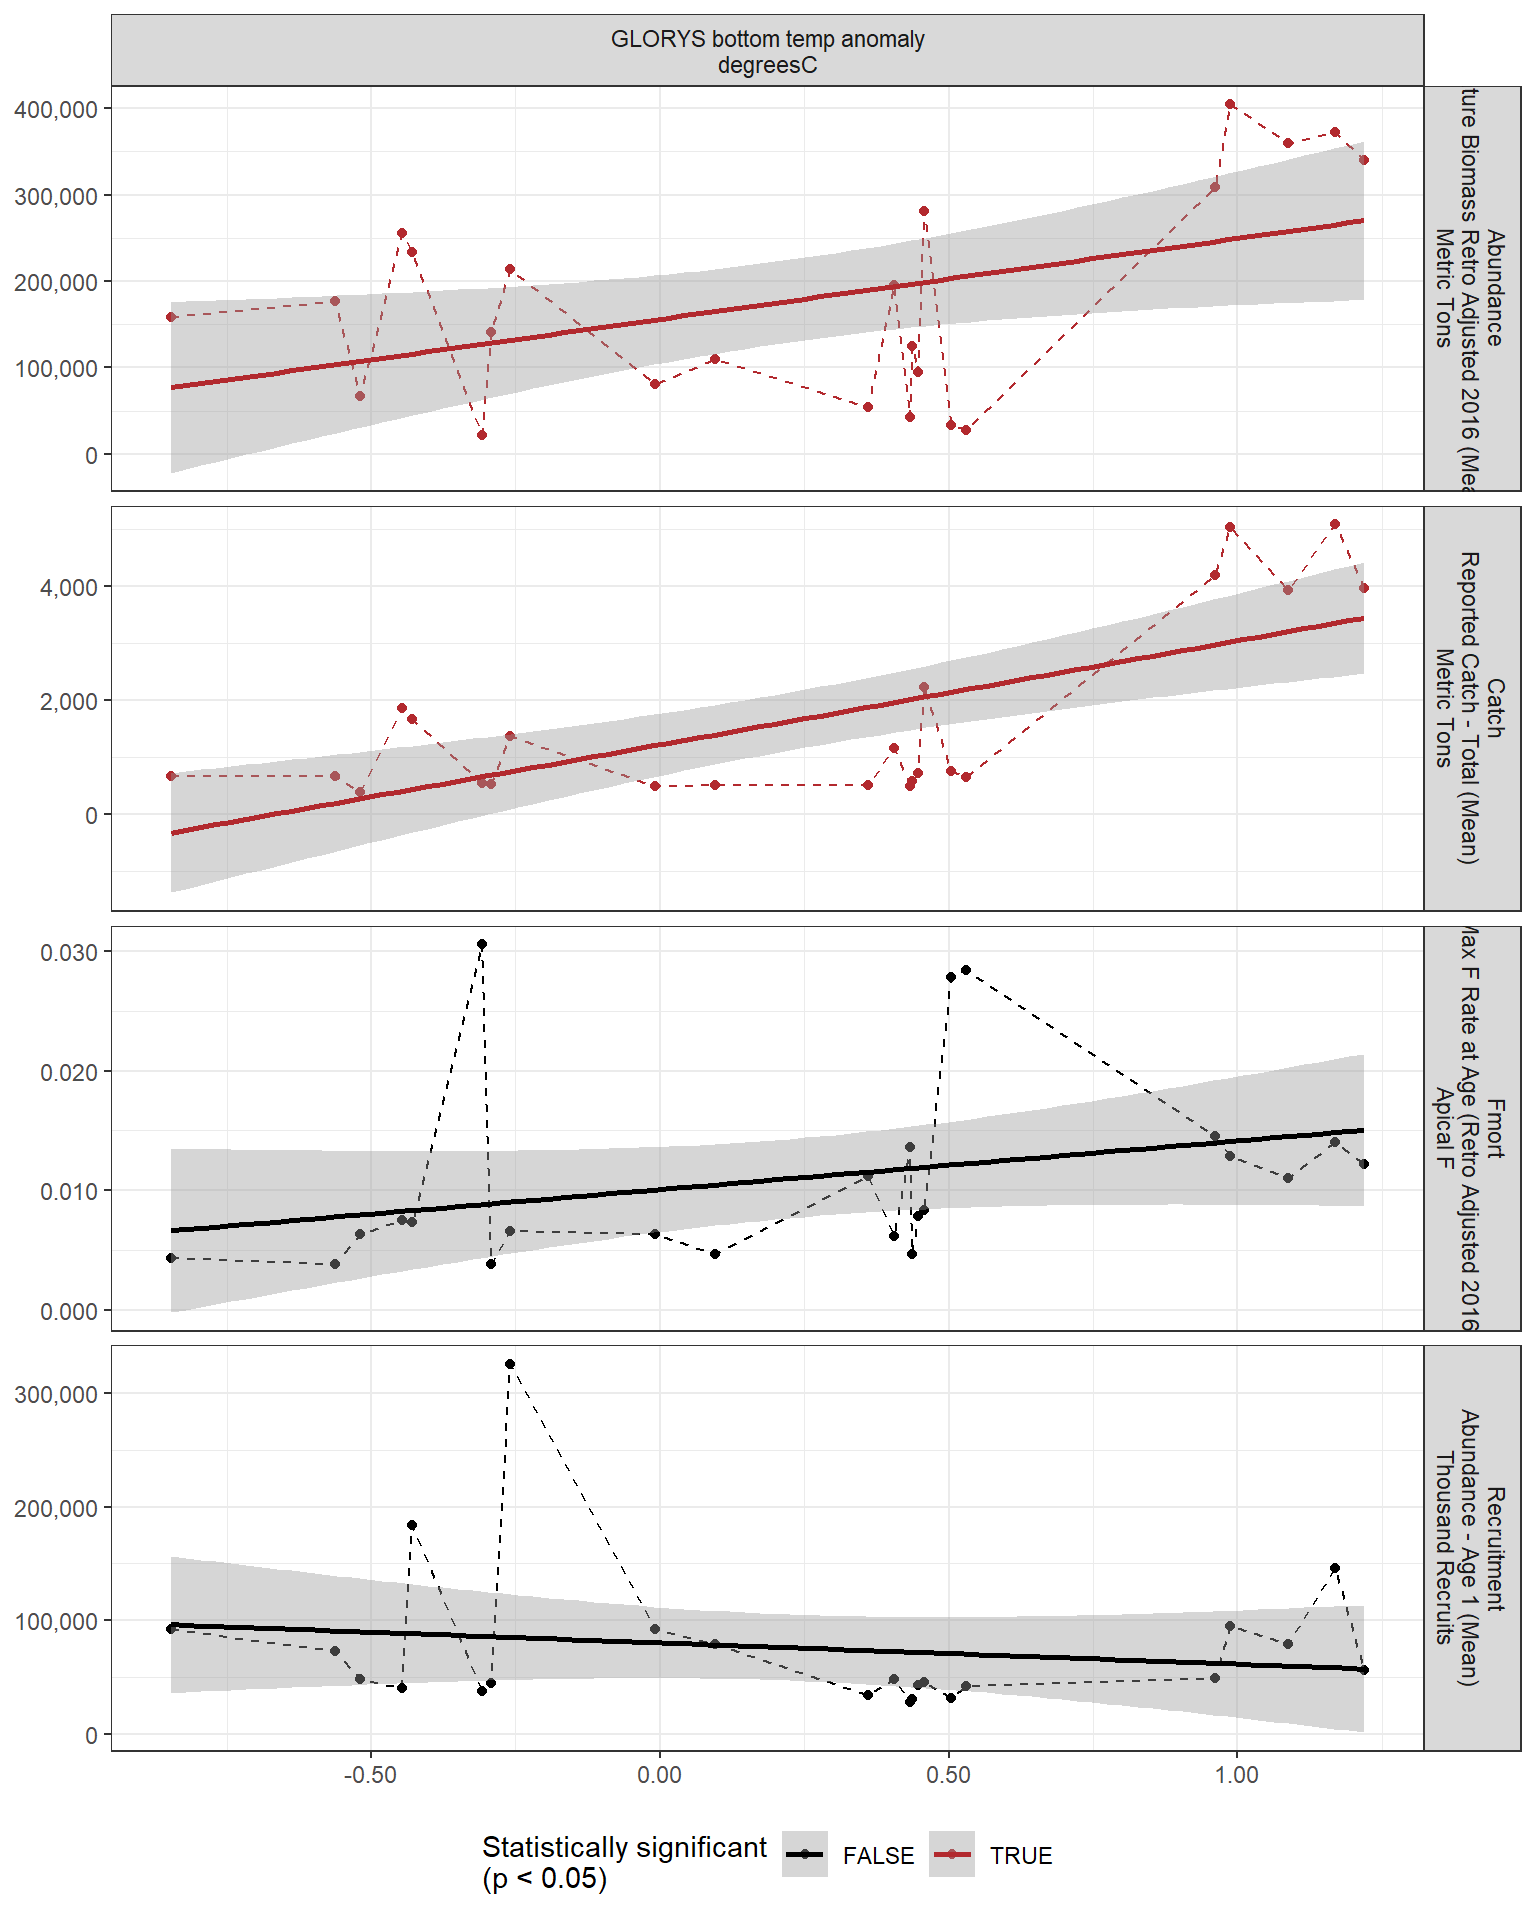 GLORYS bottom temp anomaly
degreesC
400,000
300,000
200,000
100,000
0
Abundance
Biomass Retro Adjusted 2016
Metric Tons
4,000
2,000
0
Catch
Reported Catch - Total (Mean)
Metric Tons
0.030
0.020
0.010
0.000
Fmort
F Rate at Age (Retro Adjusted 2016
Apical F
300,000
200,000
100,000
0
Recruitment
Abundance - Age 1 (Mean)
Thousand Recruits
-0.50
0.00
0.50
1.00
Statistically significant
(p < 0.05)
FALSE
TRUE